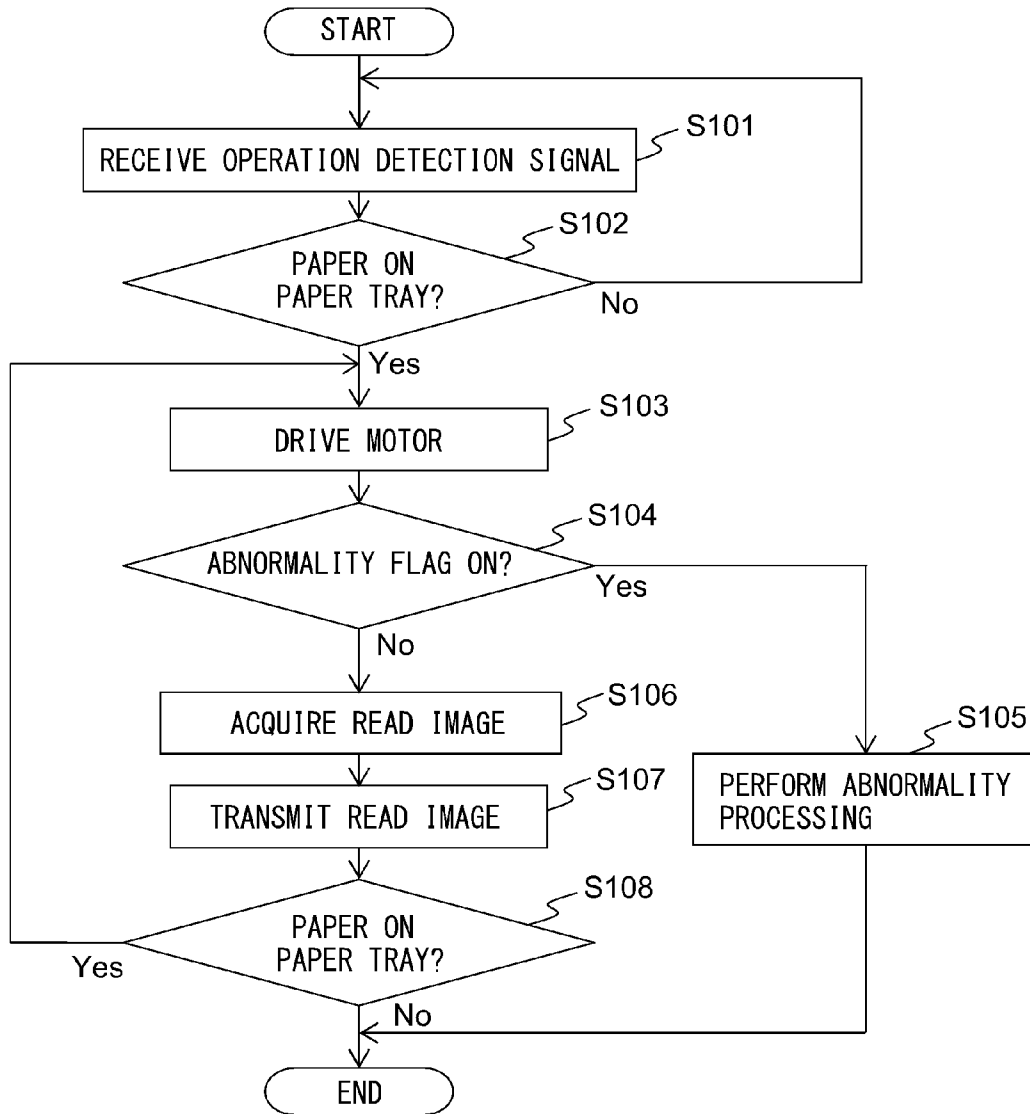 START
S101
RECEIVE OPERATION DETECTION SIGNAL
S102
PAPER ON
PAPER TRAY?
No
Yes
S103
DRIVE MOTOR
S104
ABNORMALITY FLAG ON?
Yes
No
S106
ACQUIRE READ IMAGE
S105
PERFORM ABNORMALITY
PROCESSING
S107
TRANSMIT READ IMAGE
S108
PAPER ON
PAPER TRAY?
Yes
No
END